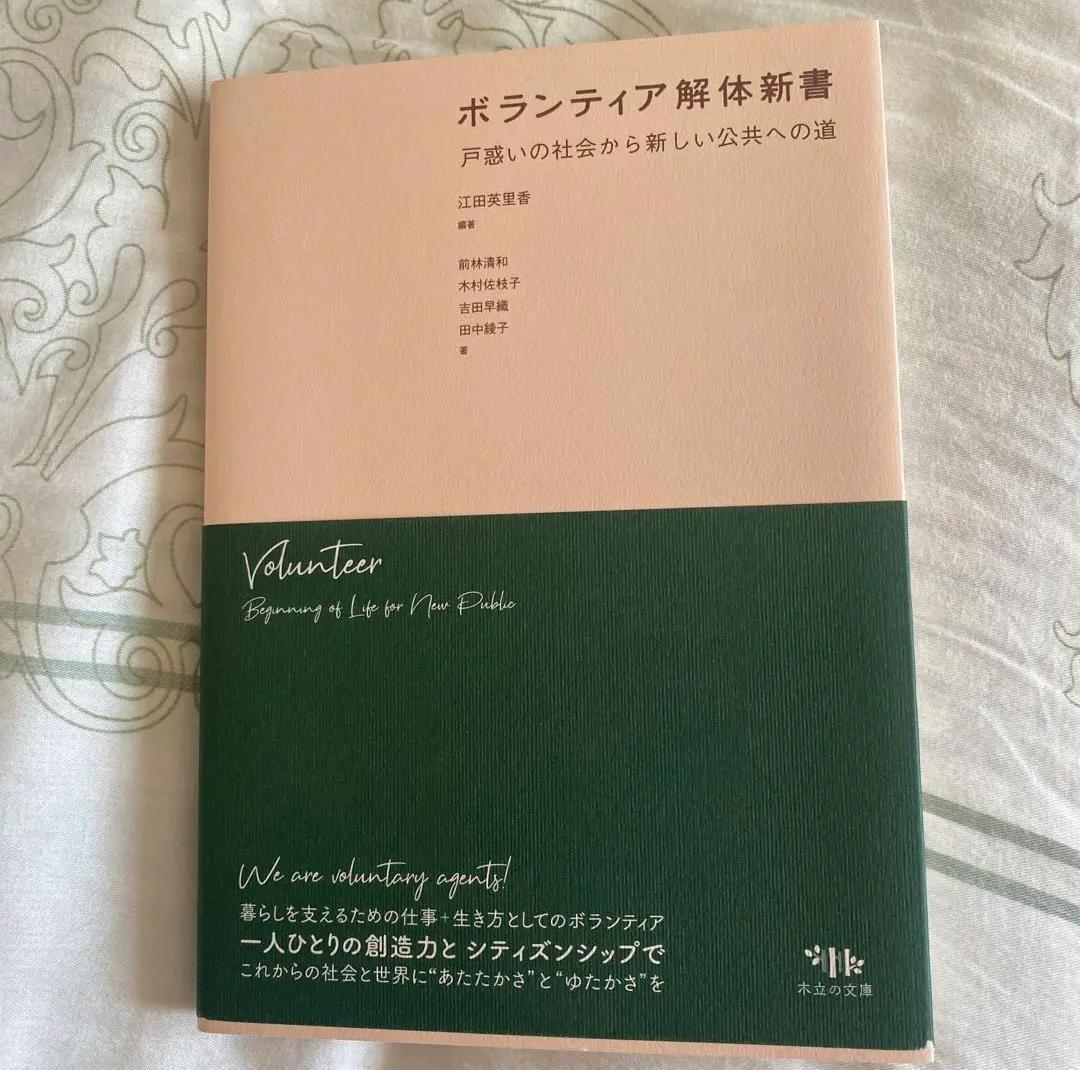 ボランティア解体新書
戸惑いの社会から新しい公共への道
江田英里香
編著
前林清和
木村佐枝子
吉田早織
田中綾子
著
Volunteer
Beginning of Life for New Public
We are voluntary agents!
暮らしを支えるための仕事+生き方としてのボランティア
一人ひとりの創造力と シティズンシップで
これからの社会と世界に“あたたかさ”と“ゆたかさ”を
木立の文庫